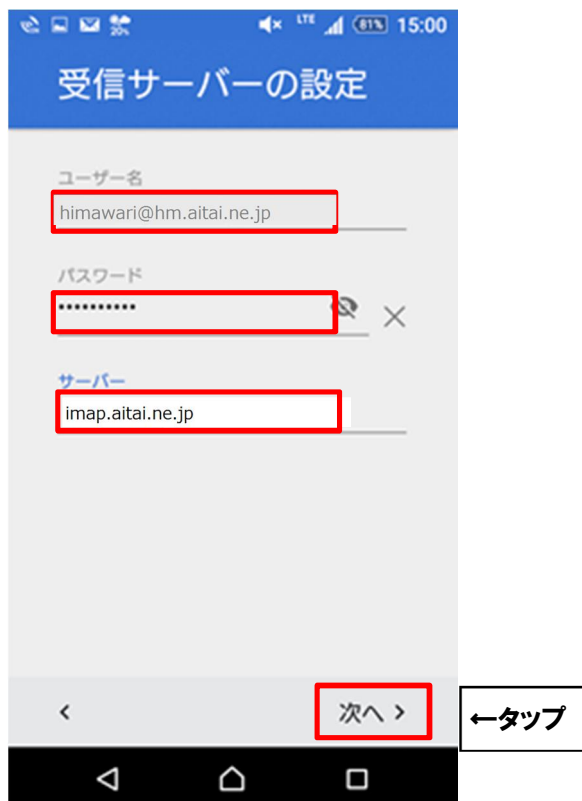 20% LTE 81% 15:00
受信サーバーの設定
ユーザー名
himawari@hm.aitai.ne.jp
パスワード
••••••••••
サーバー
imap.aitai.ne.jp
次へ
←タップ